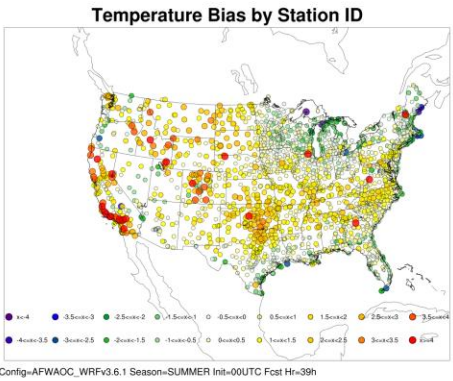 Temperature Bias by Station ID
x<-4 -3.5<=x<-3 -2.5<=x<-2 -1.5<=x<-1 -0.5<=x<0 0.5<=x<1 1.5<=x<2 2.5<=x<3 3.5<=x<4
-4<=x<-3.5 -3<=x<-2.5 -2<=x<-1.5 -1<=x<-0.5 0<=x<0.5 1<=x<1.5 2<=x<2.5 3<=x<3.5 x>=4
Config=AFWAOC_WRFv3.6.1 Season=SUMMER Init=00UTC Fcst Hr=39h